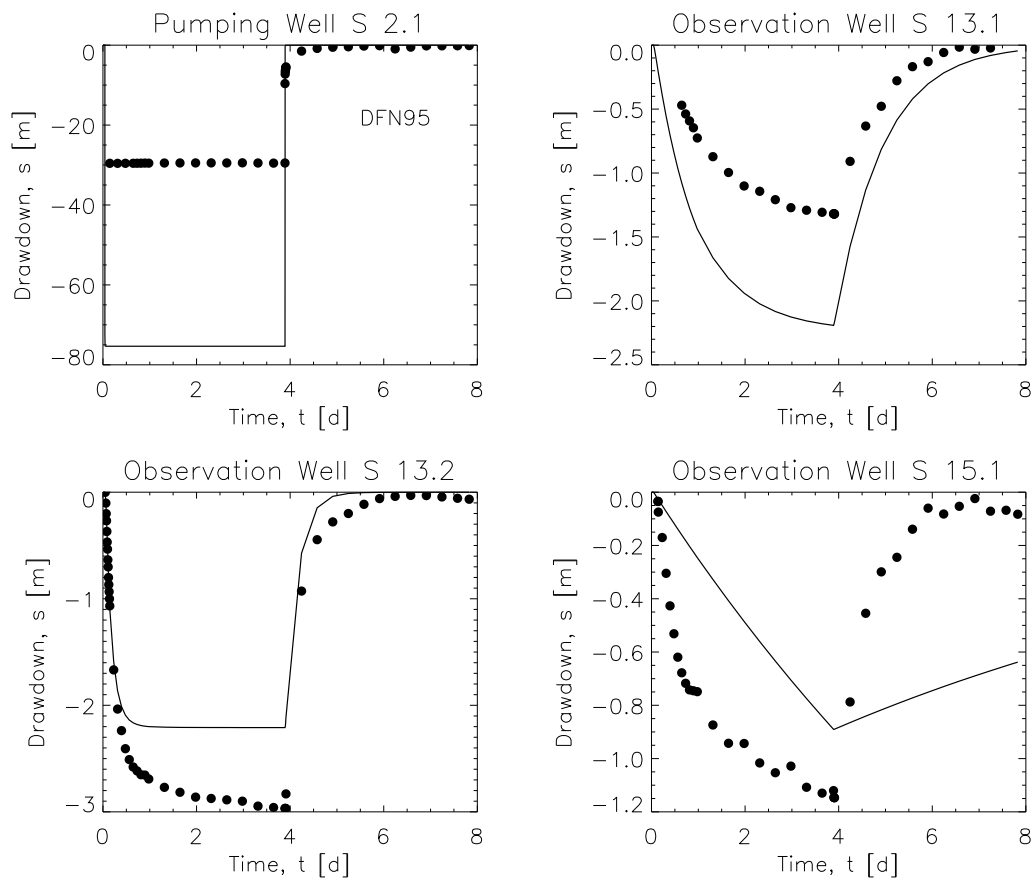 Pumping Well S 2.1
0
−20
−40
−60
−80
Drawdown, s [m]
DFN95
0 2 4 6 8
Time, t [d]
Observation Well S 13.1
0.0
−0.5
−1.0
−1.5
−2.0
−2.5
Drawdown, s [m]
0 2 4 6 8
Time, t [d]
Observation Well S 13.2
0
−1
−2
−3
Drawdown, s [m]
0 2 4 6 8
Time, t [d]
Observation Well S 15.1
0.0
−0.2
−0.4
−0.6
−0.8
−1.0
−1.2
Drawdown, s [m]
0 2 4 6 8
Time, t [d]